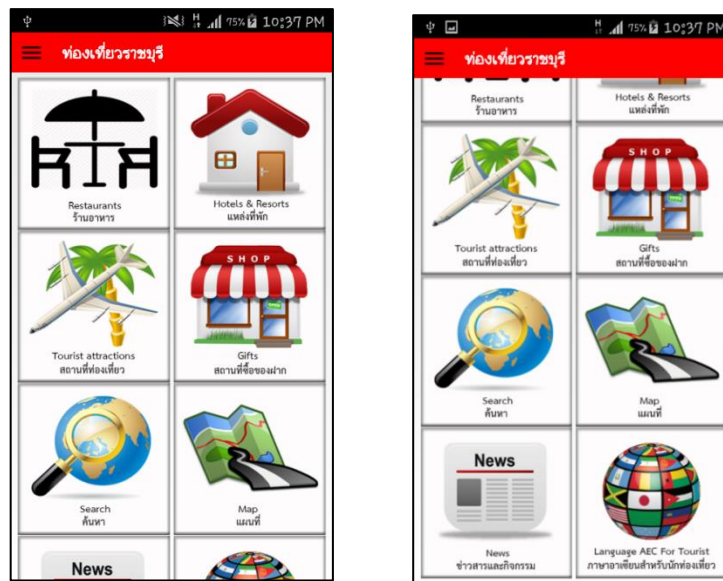 75% 10:37 PM
ท่องเที่ยวราชบุรี
Restaurants
ร้านอาหาร
Hotels & Resorts
แหล่งที่พัก
SHOP
Tourist attractions
สถานที่ท่องเที่ยว
Gifts
สถานที่ซื้อของฝาก
Search
ค้นหา
Map
แผนที่
News
75% 10:37 PM
ท่องเที่ยวราชบุรี
Restaurants
ร้านอาหาร
Hotels & Resorts
แหล่งที่พัก
SHOP
Tourist attractions
สถานที่ท่องเที่ยว
Gifts
สถานที่ซื้อของฝาก
Search
ค้นหา
Map
แผนที่
News
News
ข่าวสารและกิจกรรม
Language AEC For Tourist
ภาษาอาเซียนสำหรับนักท่องเที่ยว